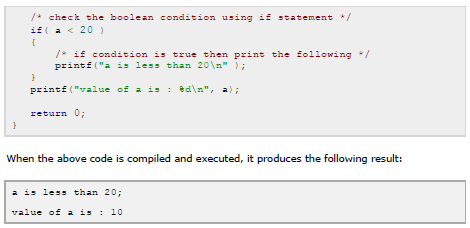 /* check the boolean condition using if statement */
if( a < 20 )
{
/* if condition is true then print the following */
printf("a is less than 20\n" );
}
printf("value of a is : %d\n", a);
return 0;
}
When the above code is compiled and executed, it produces the following result:
a is less than 20;
value of a is : 10